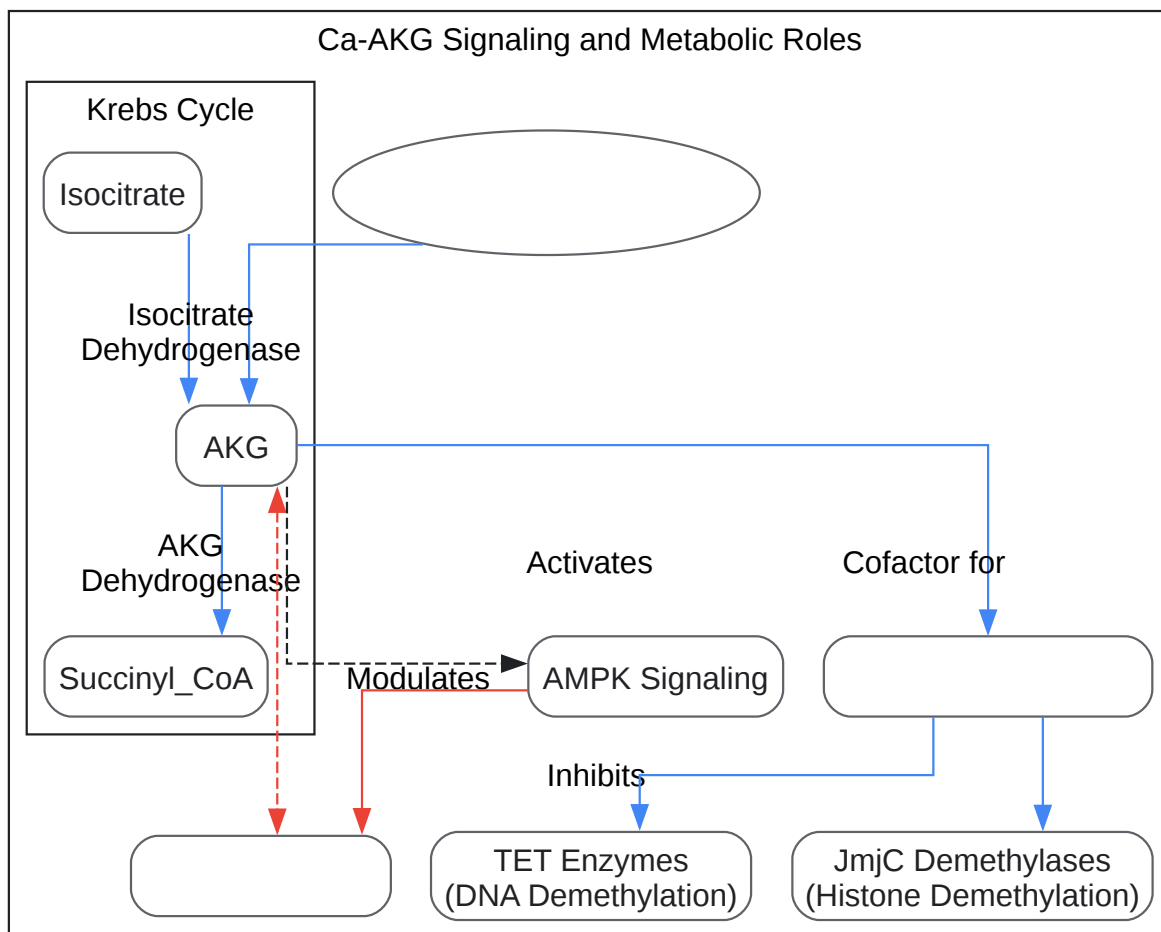 Ca-AKG Signaling and Metabolic Roles
Krebs Cycle
Isocitrate
Isocitrate
Dehydrogenase
AKG
AKG
Dehydrogenase
Activates
Cofactor for
Succinyl_CoA
Modulates
AMPK Signaling
Inhibits
TET Enzymes
(DNA Demethylation)
JmjC Demethylases
(Histone Demethylation)